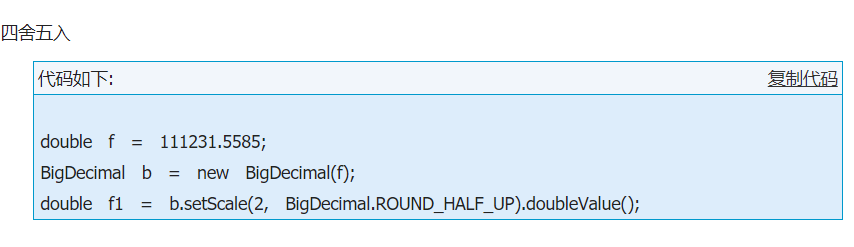 四舍五入
代码如下: 复制代码
double f = 111231.5585;
BigDecimal b = new BigDecimal(f);
double f1 = b.setScale(2, BigDecimal.ROUND_HALF_UP).doubleValue();